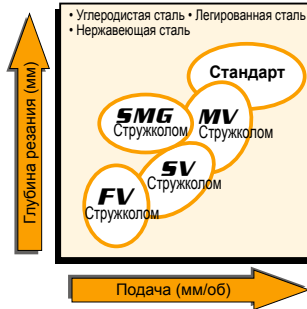 • Углеродистая сталь • Легированная сталь
• Нержавеющая сталь
Стандарт
SMG
Стружколом
MV
Стружколом
SV
Стружколом
FV
Стружколом
Глубина резания (мм)
Подача (мм/об)